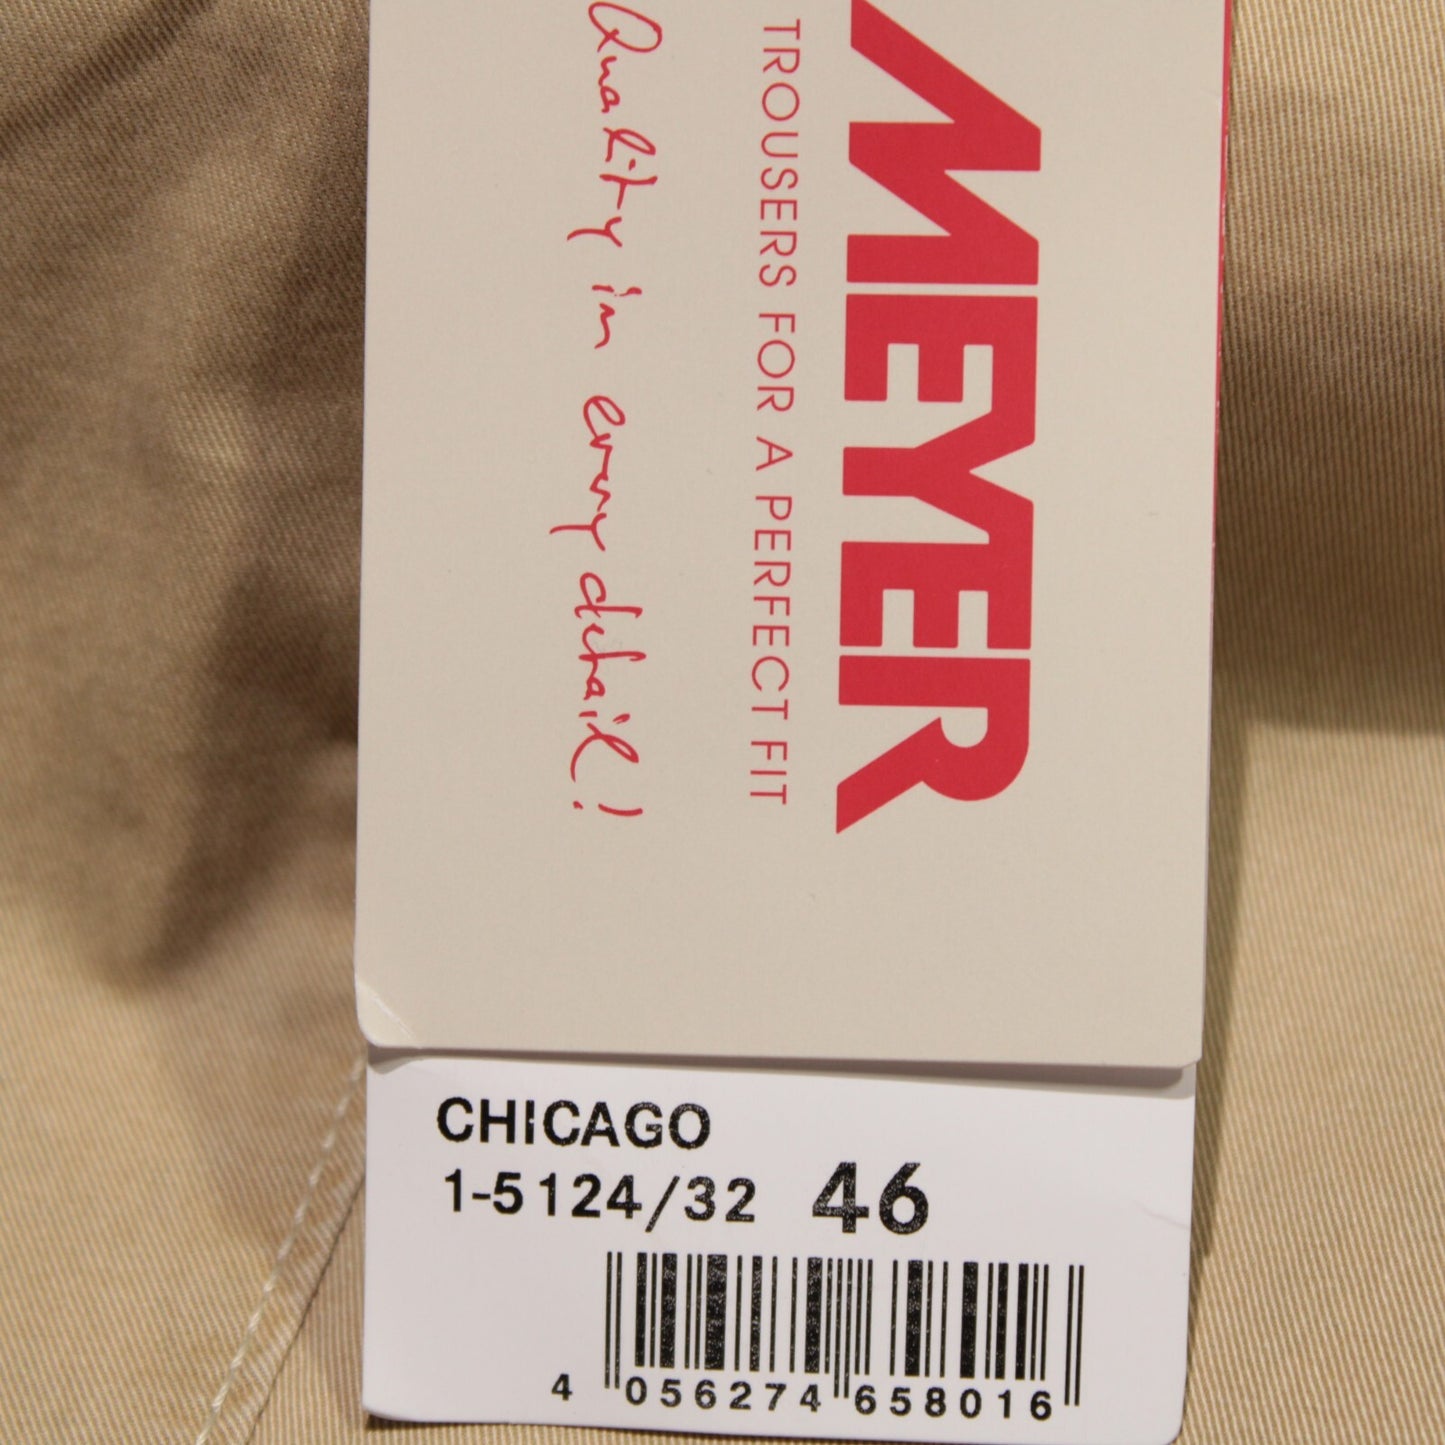 MEYER
TROUSERS FOR A PERFECT FIT
Quality in every detail!
CHICAGO
1-5124/32 46
4 056274 658016